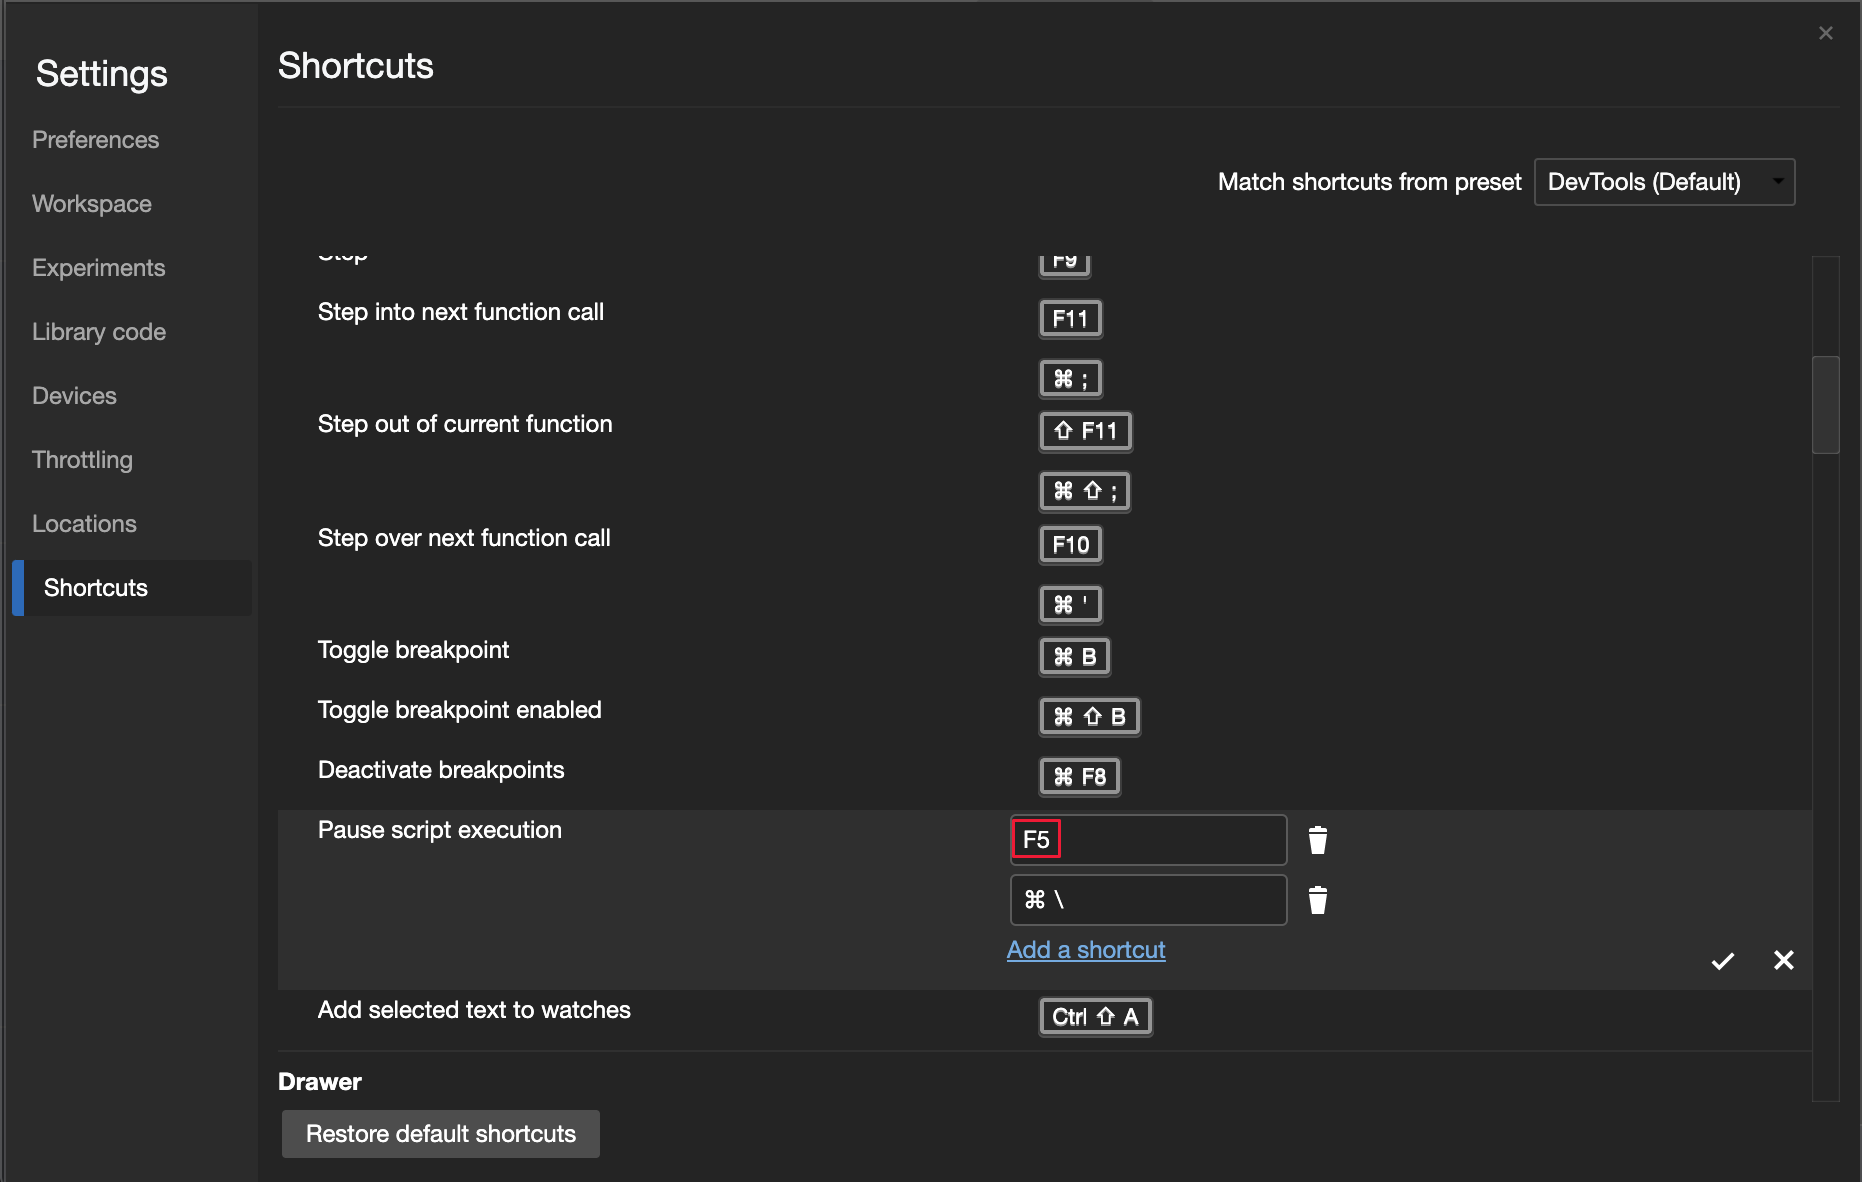 Settings
Preferences
Workspace
Experiments
Library code
Devices
Throttling
Locations
Shortcuts
Shortcuts
Match shortcuts from preset DevTools (Default)
Step F9
Step into next function call F11
⌘ ;
Step out of current function ⇧ F11
⌘ ⇧ ;
Step over next function call F10
⌘ '
Toggle breakpoint ⌘ B
Toggle breakpoint enabled ⌘ ⇧ B
Deactivate breakpoints ⌘ F8
Pause script execution F5
⌘ \
Add a shortcut
Add selected text to watches Ctrl ⇧ A
Drawer
Restore default shortcuts